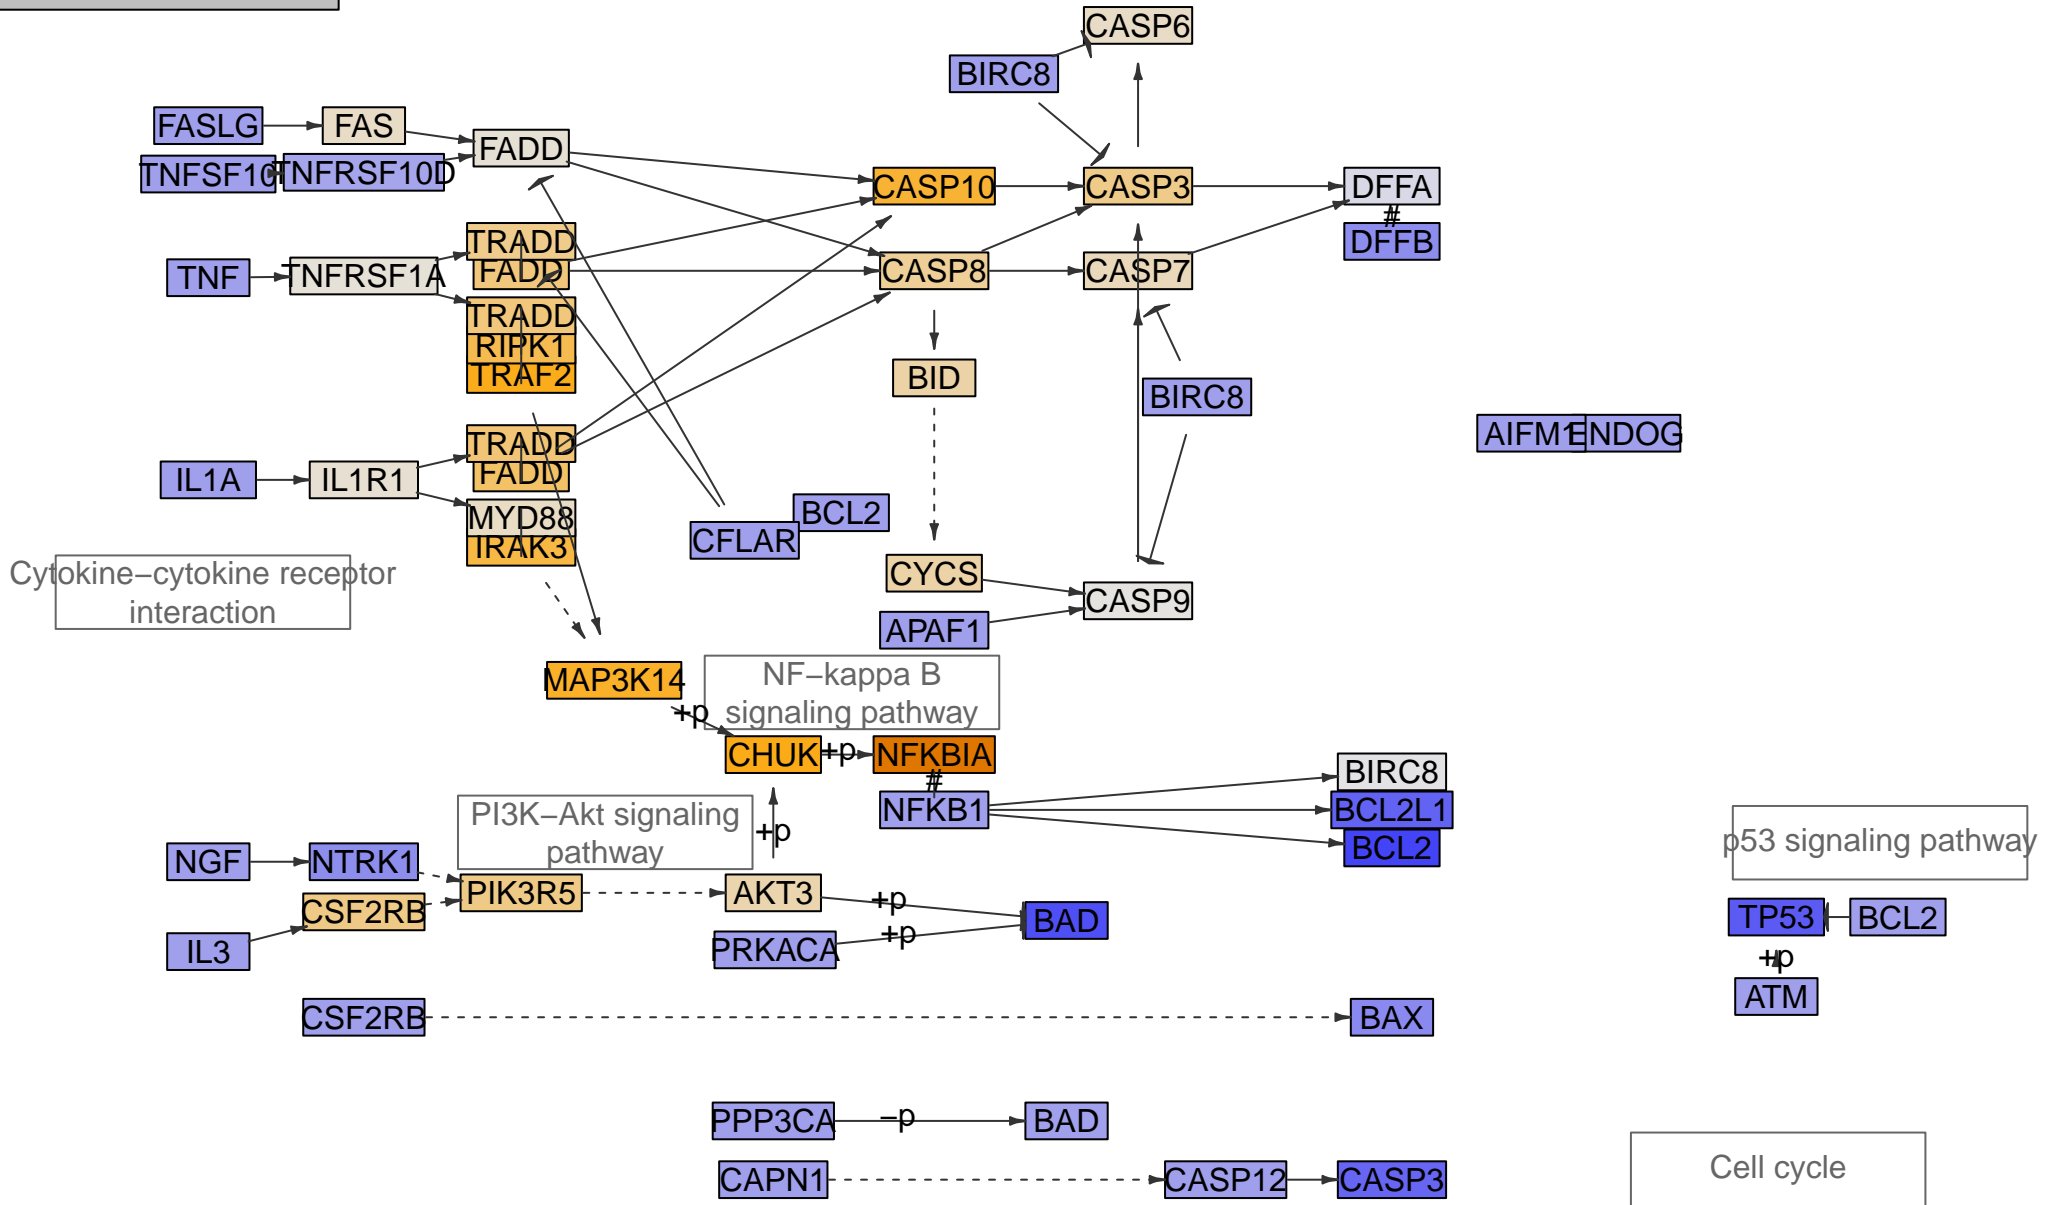 CASP6
BIRC8
FASLG
FAS
FADD
TNFSF10
TNFRSF10D
CASP10
CASP3
DFFA
#
DFFB
TRADD
FADD
TNF
TNFRSF1A
CASP8
CASP7
TRADD
RIPK1
TRAF2
BID
BIRC8
TRADD
FADD
AIFM1
ENDOG
IL1A
IL1R1
MYD88
IRAK3
BCL2
CFLAR
Cytokine–cytokine receptor
interaction
CYCS
CASP9
APAF1
MAP3K14
NF–kappa B
signaling pathway
+p
CHUK
+p
NFKBIA
#
BIRC8
NFKB1
BCL2L1
BCL2
PI3K–Akt signaling
pathway
+p
p53 signaling pathway
NGF
NTRK1
CSF2RB
PIK3R5
AKT3
+p
BAD
TP53
BCL2
IL3
PRKACA
+p
+p
ATM
CSF2RB
BAX
PPP3CA
–p
BAD
CAPN1
CASP12
CASP3
Cell cycle